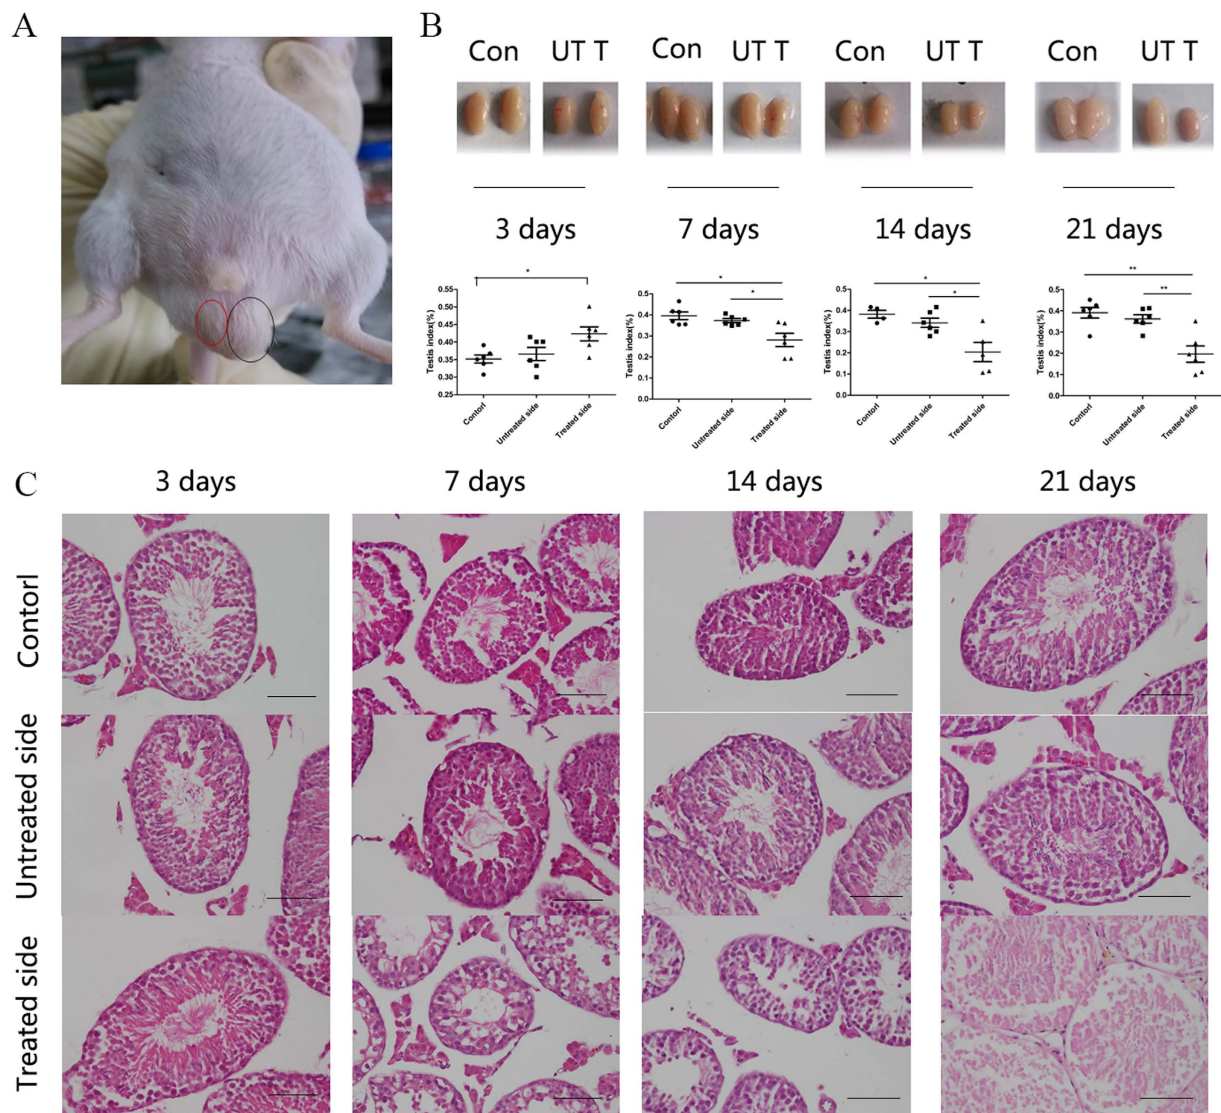 A
B
Con UT T Con UT T Con UT T Con UT T
3 days 7 days 14 days 21 days
* * * * * ** **
Testis index(%)
0.55
0.50
0.45
0.40
0.35
0.30
0.25
Contorl Untreated side Treated side
Testis index(%)
0.5
0.4
0.3
0.2
0.1
0.0
Contorl Untreated side Treated side
Testis index(%)
0.5
0.4
0.3
0.2
0.1
0.0
Contorl Untreated side Treated side
Testis index(%)
0.5
0.4
0.3
0.2
0.1
0.0
Contorl Untreated side Treated side
C
3 days 7 days 14 days 21 days
Contorl
Untreated side
Treated side